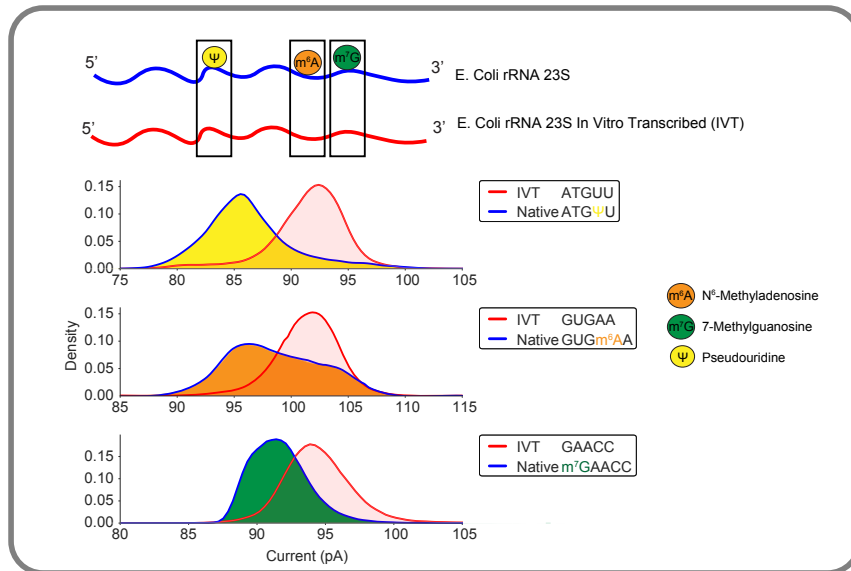 Ψ m⁶A m⁷G
5’ 3’ E. Coli rRNA 23S
5’ 3’ E. Coli rRNA 23S In Vitro Transcribed (IVT)
0.15
0.10
0.05
0.00
75 80 85 90 95 100 105
IVT ATGUU
Native ATGΨU
0.15
0.10
0.05
0.00
85 90 95 100 105 110 115
Density
IVT GUGAA
Native GUGm⁶AA
m⁶A N⁶-Methyladenosine
m⁷G 7-Methylguanosine
Ψ Pseudouridine
0.15
0.10
0.05
0.00
80 85 90 95 100 105
Current (pA)
IVT GAACC
Native m⁷GAACC